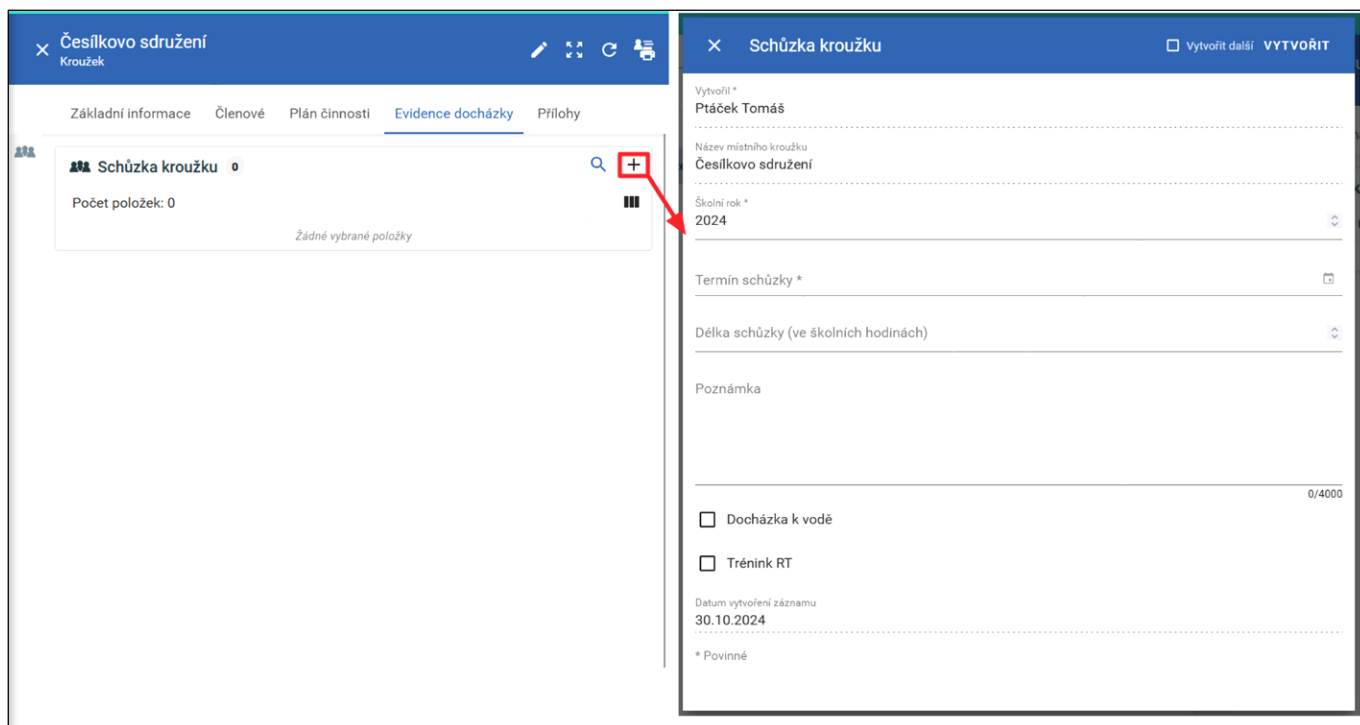 Česílkovo sdružení
Kroužek
Základní informace Členové Plán činnosti Evidence docházky Přílohy
Schůzka kroužku 0
Počet položek: 0
Žádné vybrané položky
Schůzka kroužku
Vytvořit další VYTVOŘIT
Vytvořil *
Ptáček Tomáš
Název místního kroužku
Česílkovo sdružení
Školní rok *
2024
Termín schůzky *
Délka schůzky (ve školních hodinách)
Poznámka
0/4000
Docházka k vodě
Trénink RT
Datum vytvoření záznamu
30.10.2024
* Povinné